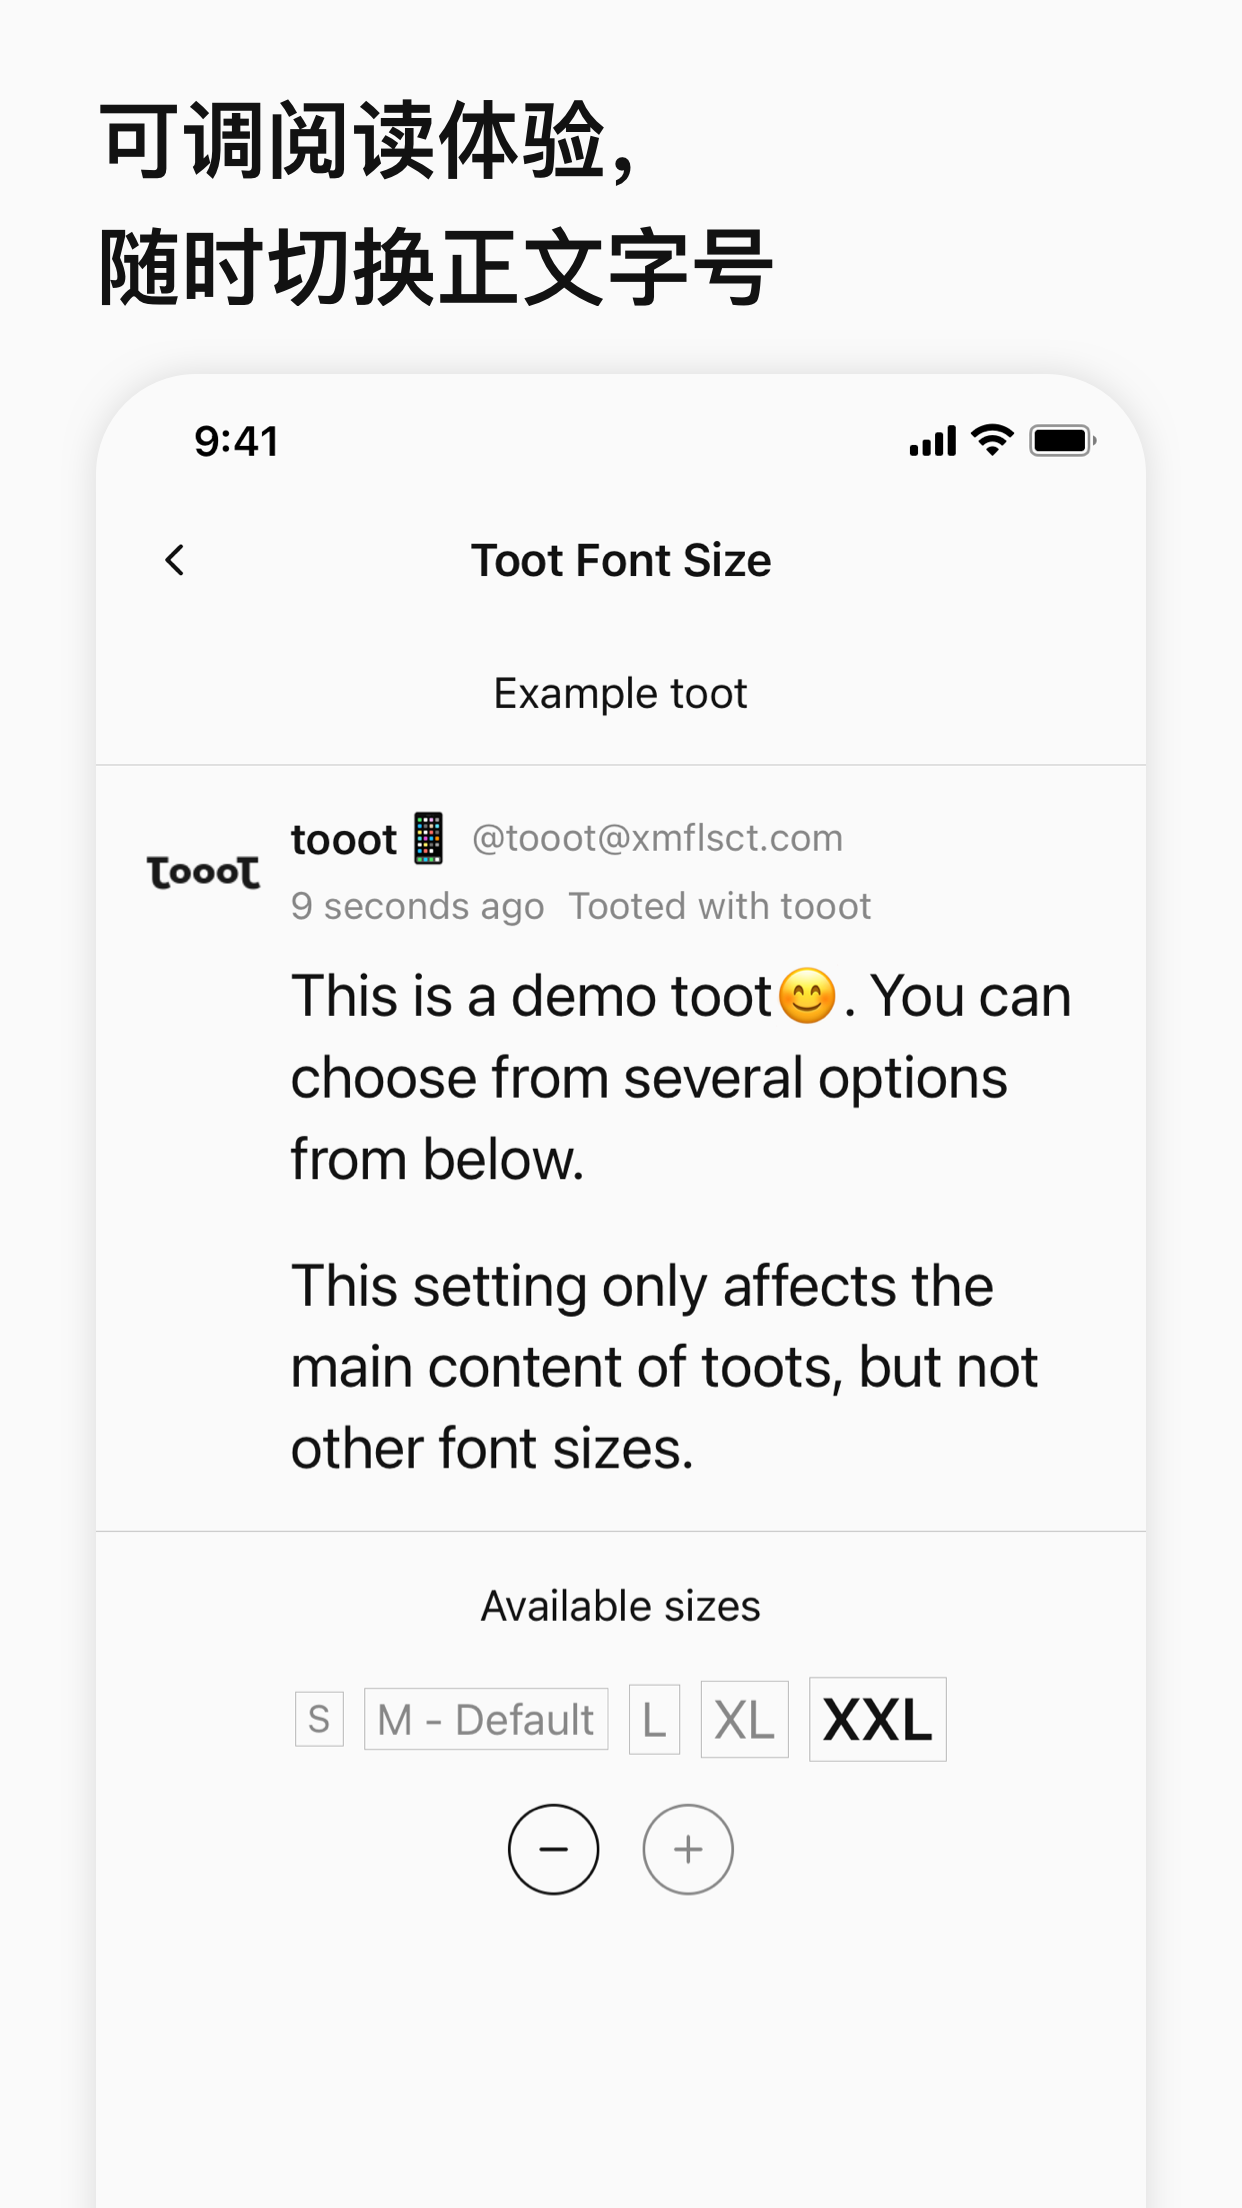 可调阅读体验，
随时切换正文字号
9:41
Toot Font Size
Example toot
tooot
tooot📱 @tooot@xmflsct.com
9 seconds ago Tooted with tooot
This is a demo toot😊. You can
choose from several options
from below.
This setting only affects the
main content of toots, but not
other font sizes.
Available sizes
S M - Default L XL XXL